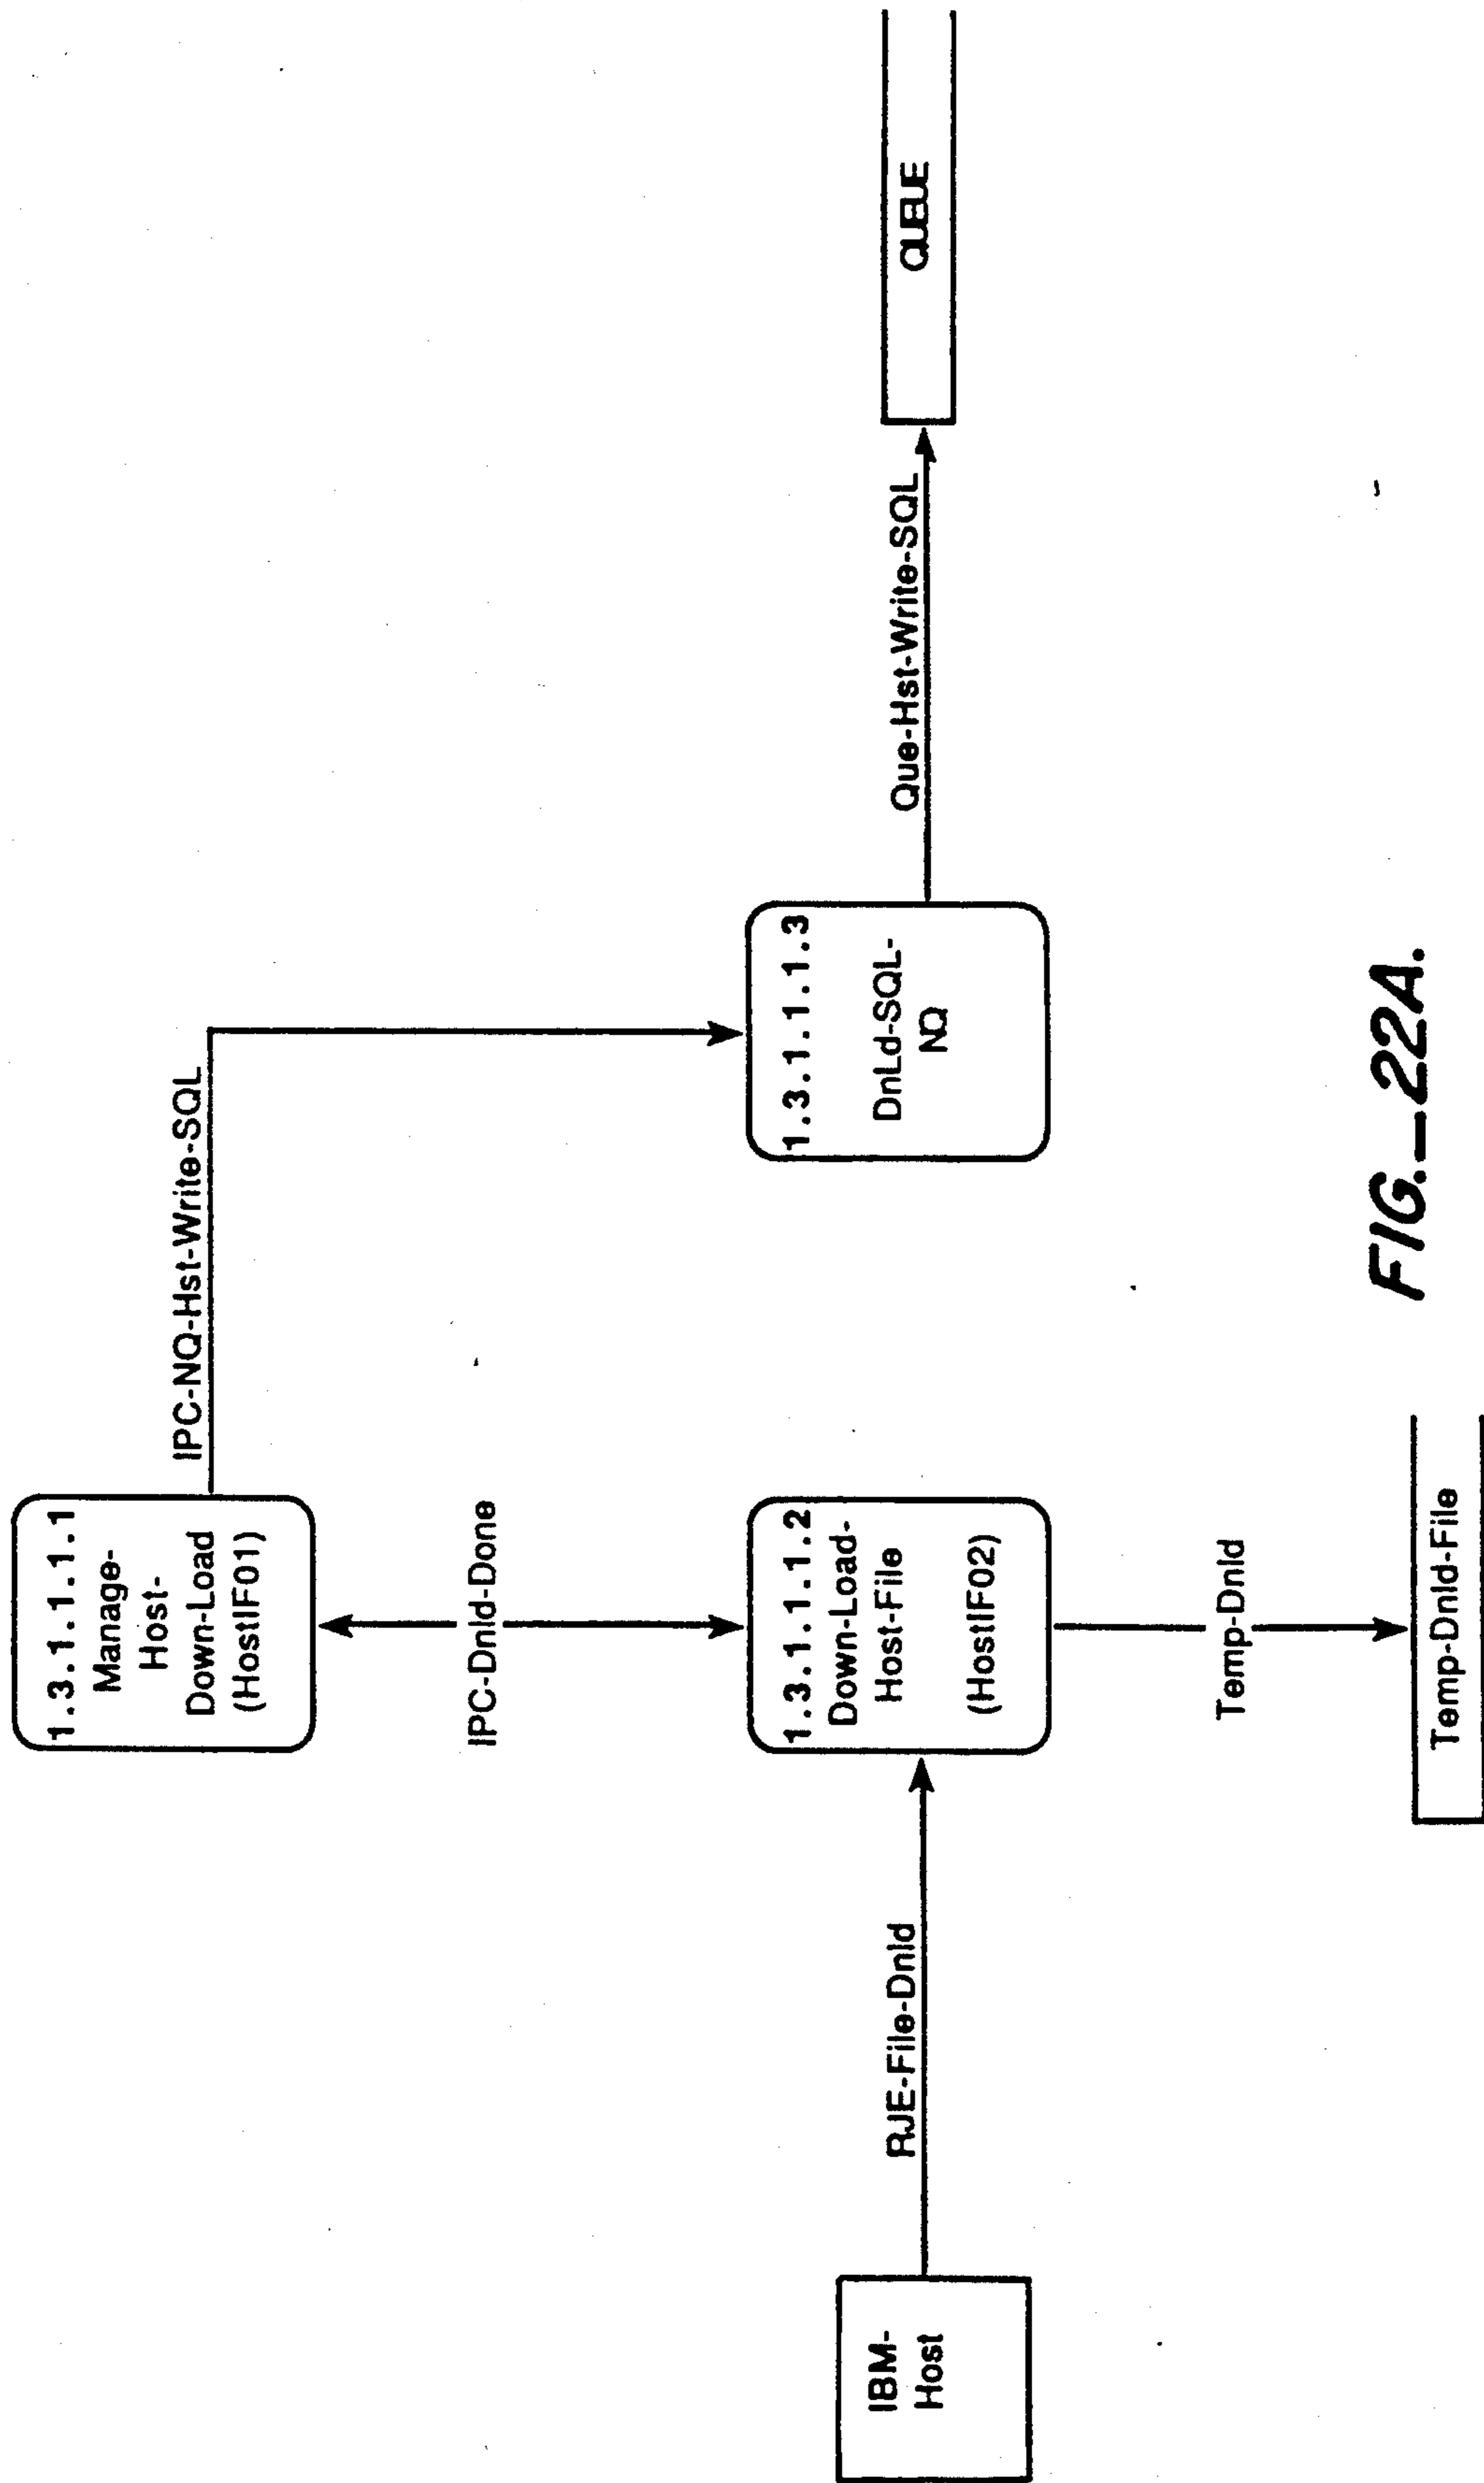 1.3.1.1.1.1
Manage-
Host-
Down-Load
(HostIF01)
IPC-NQ-Hst-Write-SQL
IPC-Dnld-Done
IBM-
Host
RJE-File-Dnld
1.3.1.1.1.2
Down-Load-
Host-File
(HostIF02)
1.3.1.1.1.3
DnLd-SQL-
NQ
Que-Hst-Write-SQL
QUEUE
Temp-Dnld
Temp-Dnld-File
FIG.—22A.